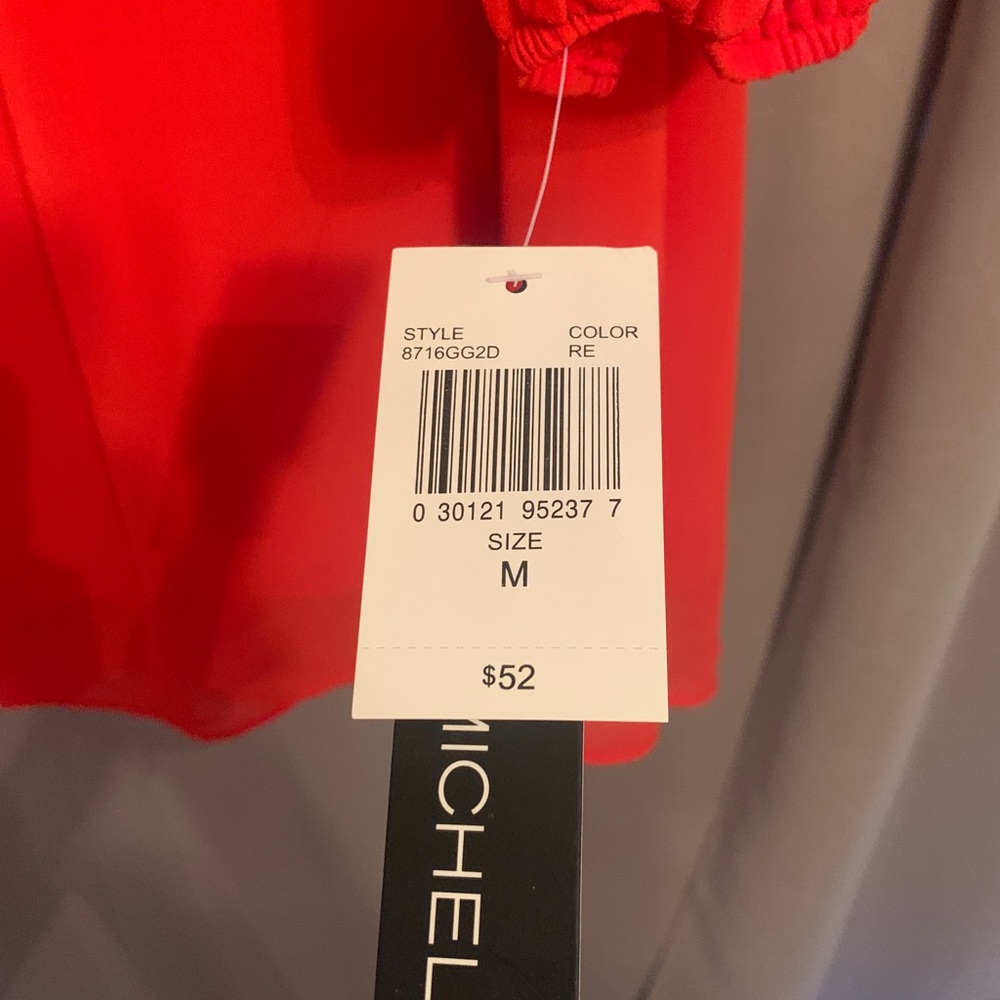 STYLE COLOR
8716GG2D RE
0 30121 95237 7
SIZE
M
$52
MICHEL